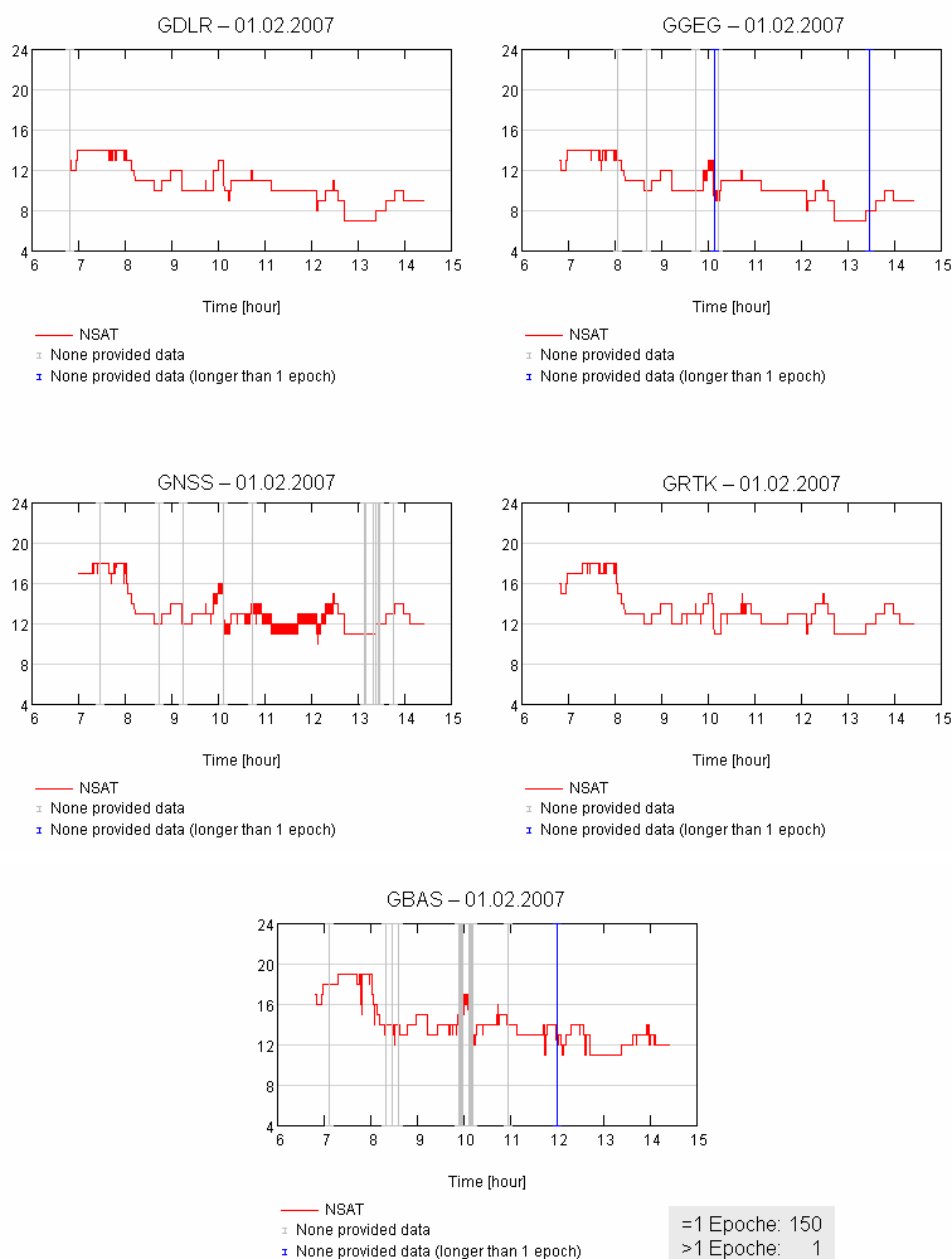 GDLR – 01.02.2007
24
20
16
12
8
4
6 7 8 9 10 11 12 13 14 15
Time [hour]
NSAT
None provided data
None provided data (longer than 1 epoch)
GGEG – 01.02.2007
24
20
16
12
8
4
6 7 8 9 10 11 12 13 14 15
Time [hour]
NSAT
None provided data
None provided data (longer than 1 epoch)
GNSS – 01.02.2007
24
20
16
12
8
4
6 7 8 9 10 11 12 13 14 15
Time [hour]
NSAT
None provided data
None provided data (longer than 1 epoch)
GRTK – 01.02.2007
24
20
16
12
8
4
6 7 8 9 10 11 12 13 14 15
Time [hour]
NSAT
None provided data
None provided data (longer than 1 epoch)
GBAS – 01.02.2007
24
20
16
12
8
4
6 7 8 9 10 11 12 13 14 15
Time [hour]
NSAT
None provided data
None provided data (longer than 1 epoch)
=1 Epoche: 150
>1 Epoche: 1